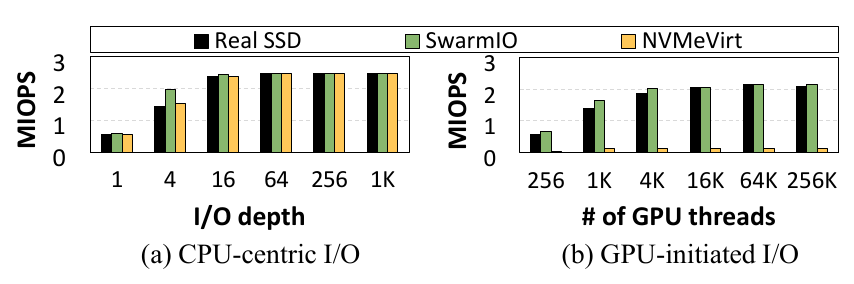 Real SSD SwarmIO NVMeVirt
MIOPS
3
2
1
0
1 4 16 64 256 1K
I/O depth
(a) CPU-centric I/O
MIOPS
3
2
1
0
256 1K 4K 16K 64K 256K
# of GPU threads
(b) GPU-initiated I/O